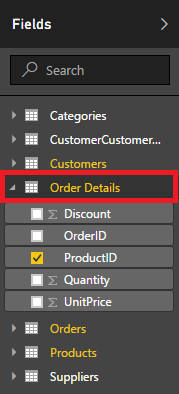 Fields
Search
Categories
CustomerCustomer...
Customers
Order Details
Discount
OrderID
ProductID
Quantity
UnitPrice
Orders
Products
Suppliers